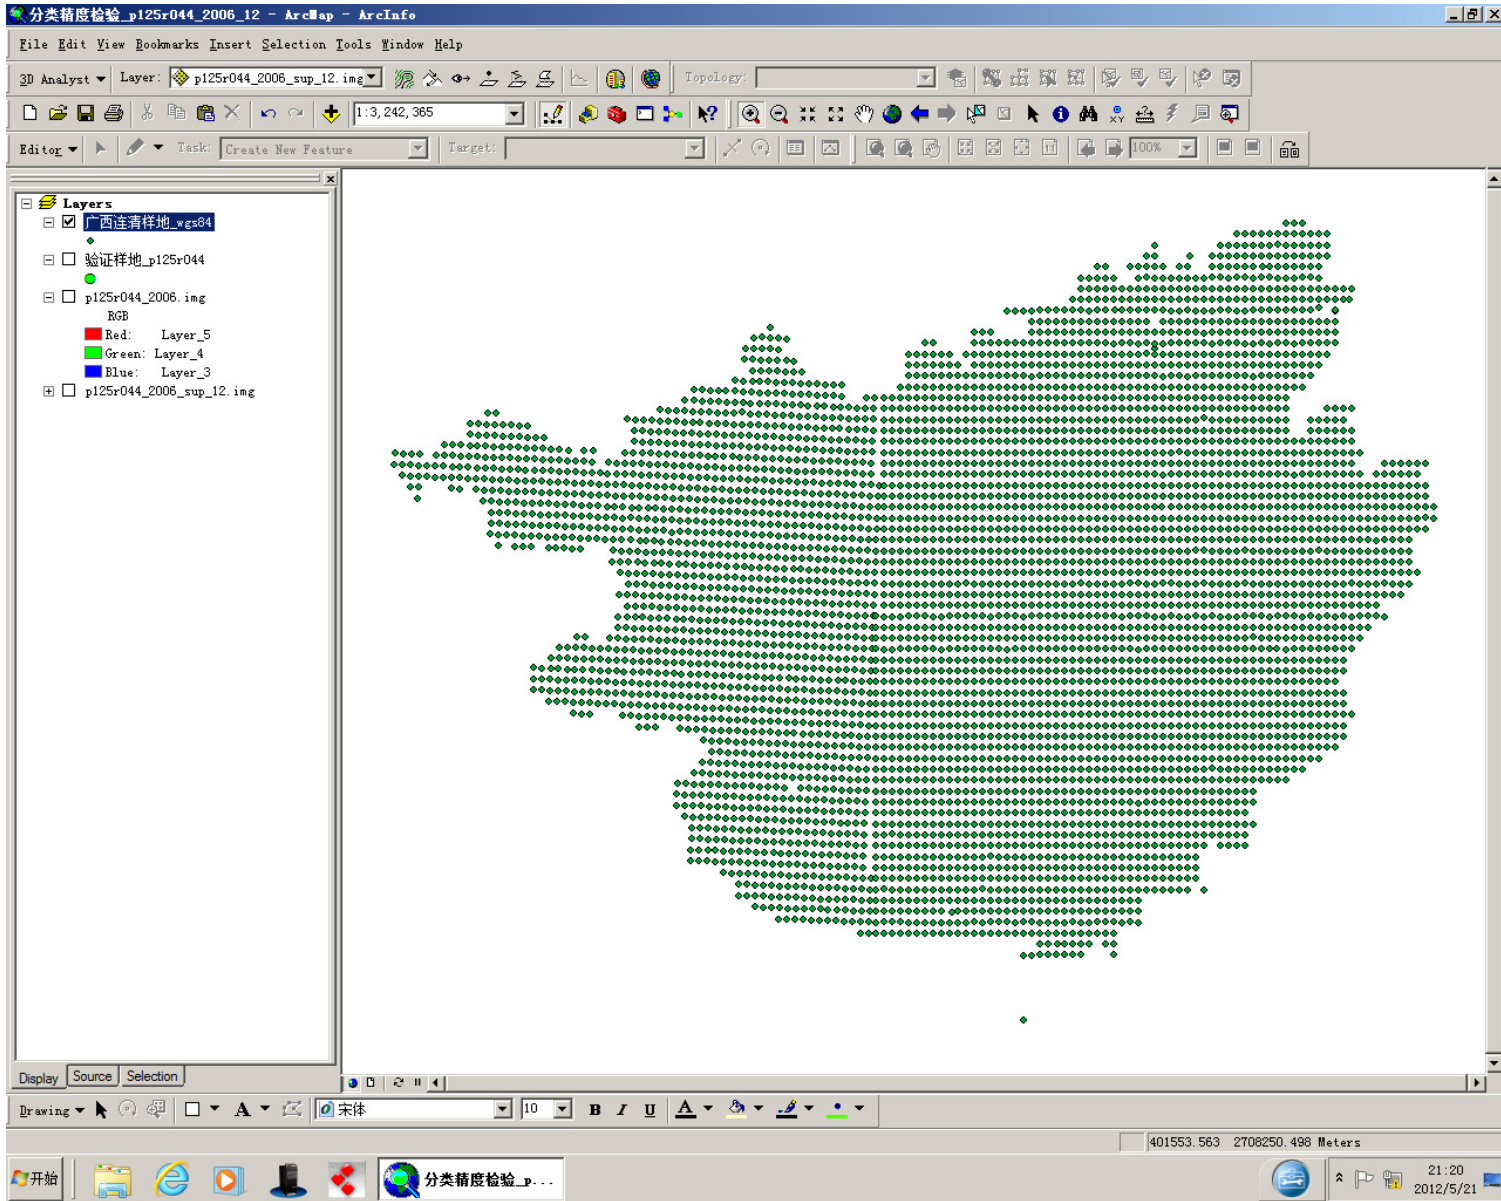 分类精度检验_p125r044_2006_12 - ArcMap - ArcInfo
File Edit View Bookmarks Insert Selection Tools Window Help
3D Analyst Layer: p125r044_2006_sup_12.img Topology:
1:3,242,365
Editor Task: Create New Feature Target: 100%
Layers
广西连清样地_wgs84
验证样地_p125r044
p125r044_2006.img
RGB
Red: Layer_5
Green: Layer_4
Blue: Layer_3
p125r044_2006_sup_12.img
Display Source Selection
Drawing A 宋体 10 B I U A
401553.563 2708250.498 Meters
开始 分类精度检验_p... 21:20
2012/5/21